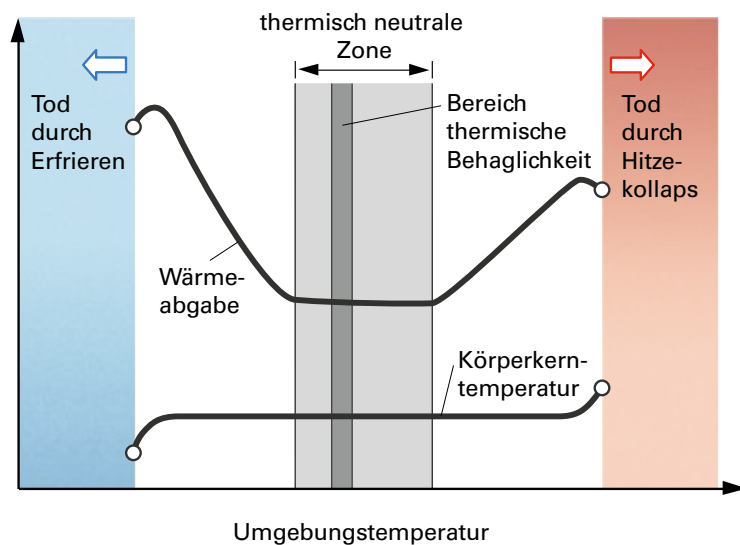 thermisch neutrale
Zone
Tod
durch
Erfrieren
Bereich
thermische
Behaglichkeit
Tod
durch
Hitze-
kollaps
Wärme-
abgabe
Körperkern-
temperatur
Umgebungstemperatur